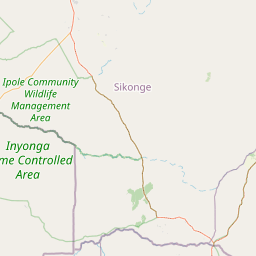 Ipole Community
Wildlife
Management
Area
Sikonge
Inyonga
me Controlled
Area